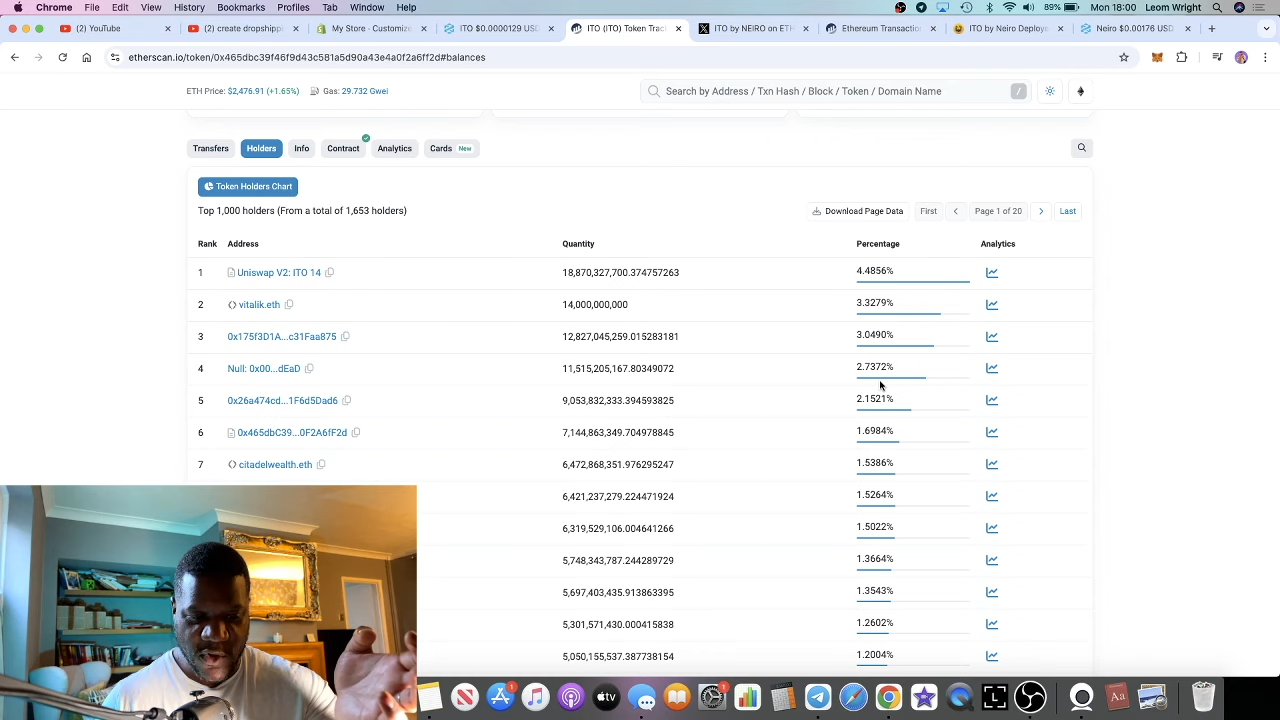 Chrome File Edit View History Bookmarks Profiles Tab Window Help 89% Mon 18:00 Leom Wright
(2) YouTube
create dropshippi
My Store - Customize
ITO $0.0000129 USD
ITO (ITO) Token Track
ITO by NEIRO on ETH
Ethereum Transaction
ITO by Neiro Deploye
Neiro $0.00176 USD
etherscan.io/token/0x465dbc39f46f9d43c581a5d90a43e4a0f2a6ff2d#balances
ETH Price: $2,476.91 (+1.65%) Gas: 29.732 Gwei
Search by Address / Txn Hash / Block / Token / Domain Name /
Transfers Holders Info Contract Analytics Cards New
Token Holders Chart
Top 1,000 holders (From a total of 1,653 holders)
Download Page Data First Page 1 of 20 Last
Rank Address Quantity Percentage Analytics
1 Uniswap V2: ITO 14 18,870,327,700.374757263 4.4856%
2 vitalik.eth 14,000,000,000 3.3279%
3 0x175f3D1A...c31Faa875 12,827,045,259.015283181 3.0490%
4 Null: 0x00...dEaD 11,515,205,167.80349072 2.7372%
5 0x26a474cd...1F6d5Dad6 9,053,832,333.394593825 2.1521%
6 0x465dbC39...0F2A6fF2d 7,144,863,349.704978845 1.6984%
7 citadelwealth.eth 6,472,868,351.976295247 1.5386%
6,421,237,279.224471924 1.5264%
6,319,529,106.004641266 1.5022%
5,748,343,787.244289729 1.3664%
5,697,403,435.913863395 1.3543%
5,301,571,430.000415838 1.2602%
5,050,155,537.387738154 1.2004%
tv
Aa
L